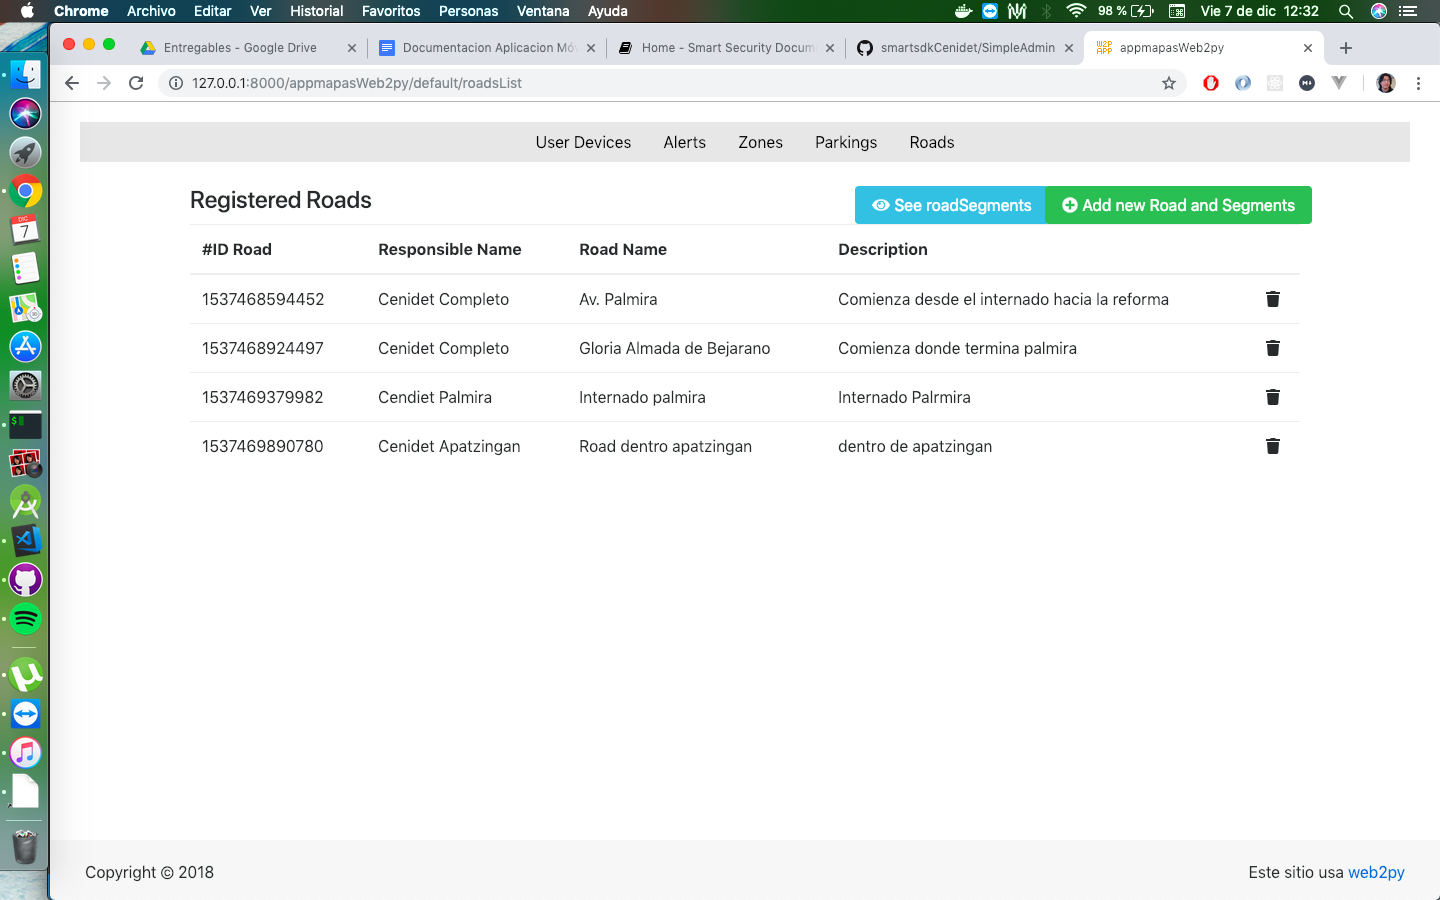 Chrome Archivo Editar Ver Historial Favoritos Personas Ventana Ayuda 98 % Vie 7 de dic 12:32
Entregables - Google Drive Documentacion Aplicacion Móv Home - Smart Security Docum smartsdkCenidet/SimpleAdmin appmapasWeb2py
127.0.0.1:8000/appmapasWeb2py/default/roadsList
User Devices Alerts Zones Parkings Roads
Registered Roads See roadSegments Add new Road and Segments
#ID Road Responsible Name Road Name Description
1537468594452 Cenidet Completo Av. Palmira Comienza desde el internado hacia la reforma
1537468924497 Cenidet Completo Gloria Almada de Bejarano Comienza donde termina palmira
1537469379982 Cendiet Palmira Internado palmira Internado Palrmira
1537469890780 Cenidet Apatzingan Road dentro apatzingan dentro de apatzingan
DIC
7
Copyright © 2018 Este sitio usa web2py